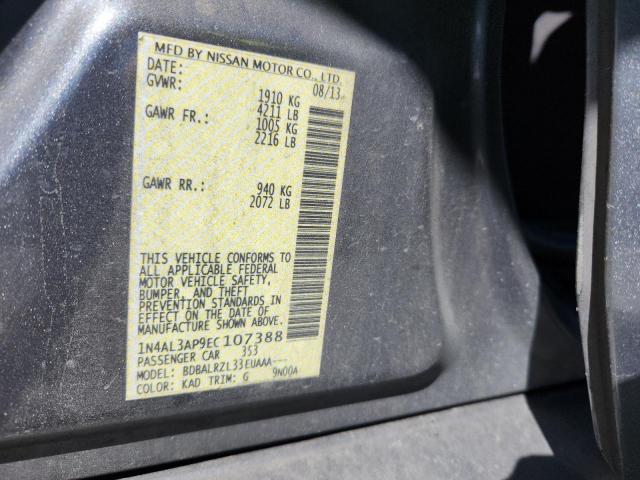 MFD BY NISSAN MOTOR CO., LTD.
DATE: 08/13
GVWR: 1910 KG
4211 LB
GAWR FR.: 1005 KG
2216 LB
GAWR RR.: 940 KG
2072 LB
THIS VEHICLE CONFORMS TO
ALL APPLICABLE FEDERAL
MOTOR VEHICLE SAFETY,
BUMPER, AND THEFT
PREVENTION STANDARDS IN
EFFECT ON THE DATE OF
MANUFACTURE SHOWN ABOVE.
1N4AL3AP9EC107388
PASSENGER CAR 353
MODEL: BDBALRZL33EUAAA---
COLOR: KAD TRIM: G 9N00A